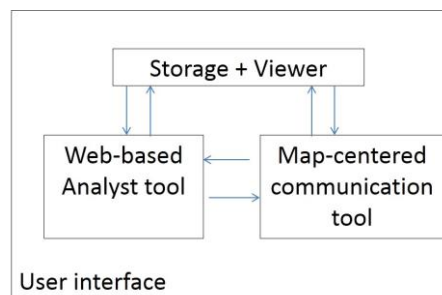 Storage + Viewer
Web-based
Analyst tool
Map-centered
communication
tool
User interface